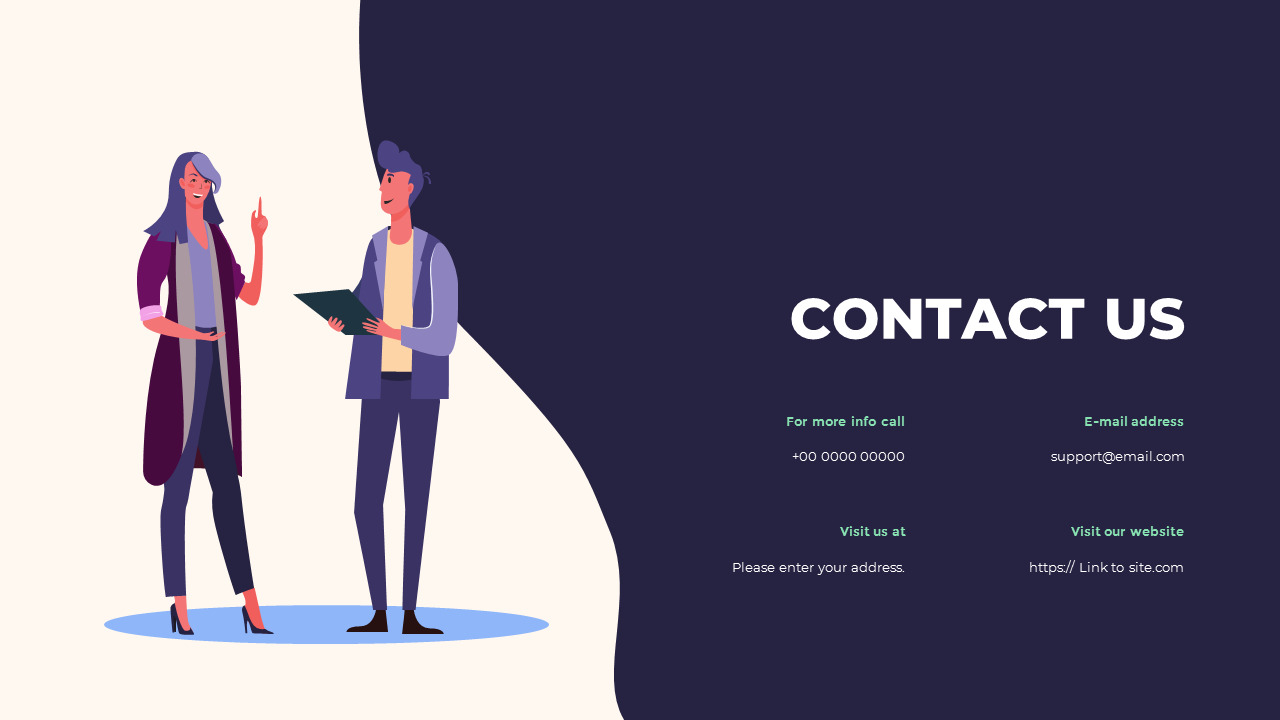 CONTACT US
For more info call
+00 0000 00000
E-mail address
support@email.com
Visit us at
Please enter your address.
Visit our website
https:// Link to site.com